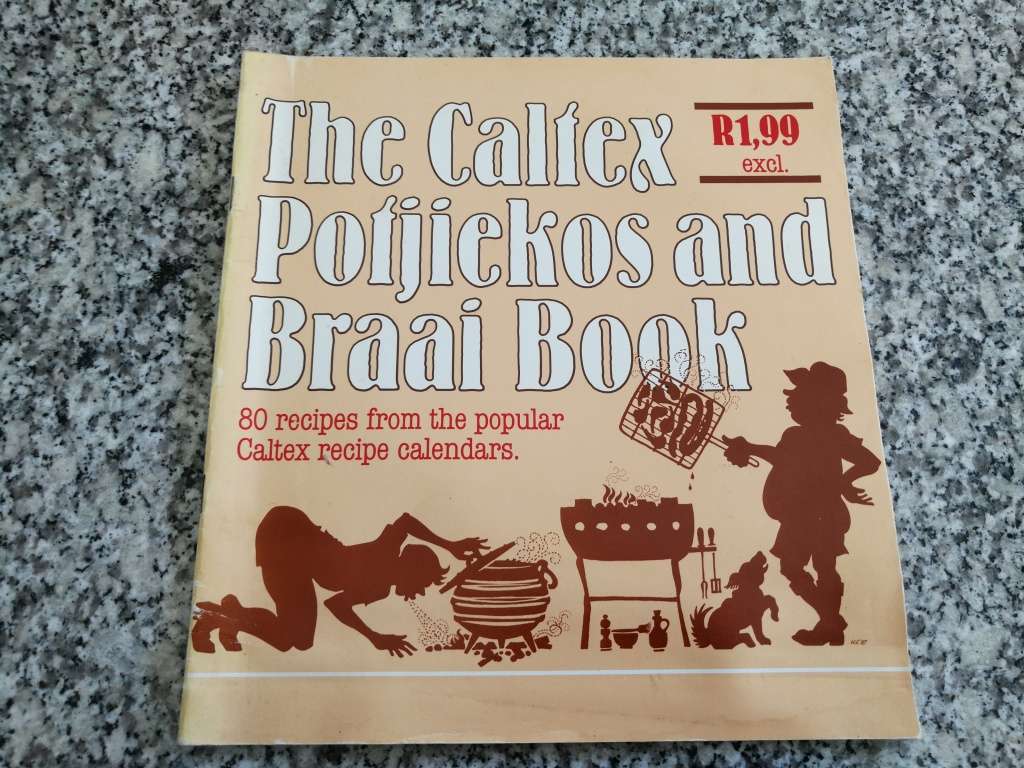 The Caltex
R1,99
excl.
Potjiekos and
Braai Book
80 recipes from the popular
Caltex recipe calendars.